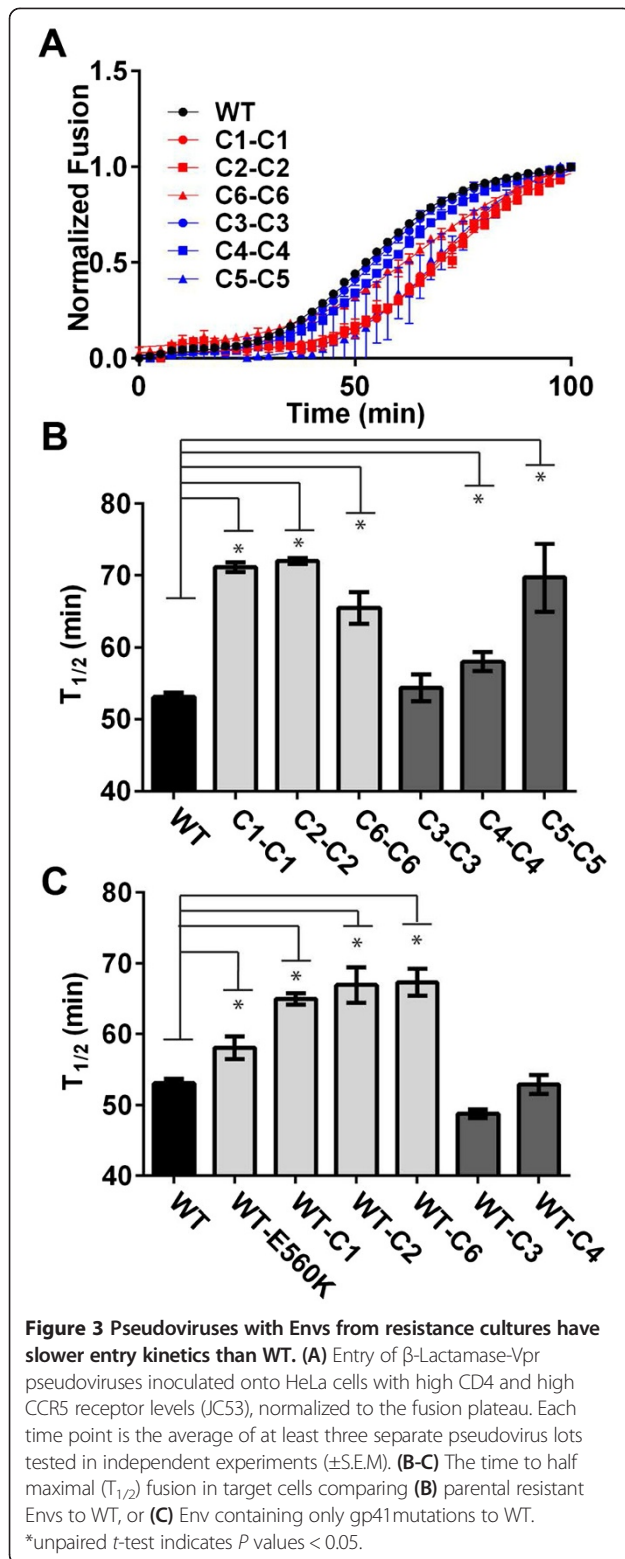 A
Normalized Fusion
1.5
1.0
0.5
0.0
WT
C1-C1
C2-C2
C6-C6
C3-C3
C4-C4
C5-C5
0
50
100
Time (min)
B
T1/2 (min)
80
70
60
50
40
*
*
*
*
*
WT
C1-C1
C2-C2
C6-C6
C3-C3
C4-C4
C5-C5
C
T1/2 (min)
80
70
60
50
40
*
*
*
*
WT
WT-E560K
WT-C1
WT-C2
WT-C6
WT-C3
WT-C4
Figure 3 Pseudoviruses with Envs from resistance cultures have
slower entry kinetics than WT. (A) Entry of β-Lactamase-Vpr
pseudoviruses inoculated onto HeLa cells with high CD4 and high
CCR5 receptor levels (JC53), normalized to the fusion plateau. Each
time point is the average of at least three separate pseudovirus lots
tested in independent experiments (±S.E.M). (B-C) The time to half
maximal (T1/2) fusion in target cells comparing (B) parental resistant
Envs to WT, or (C) Env containing only gp41mutations to WT.
*unpaired t-test indicates P values < 0.05.